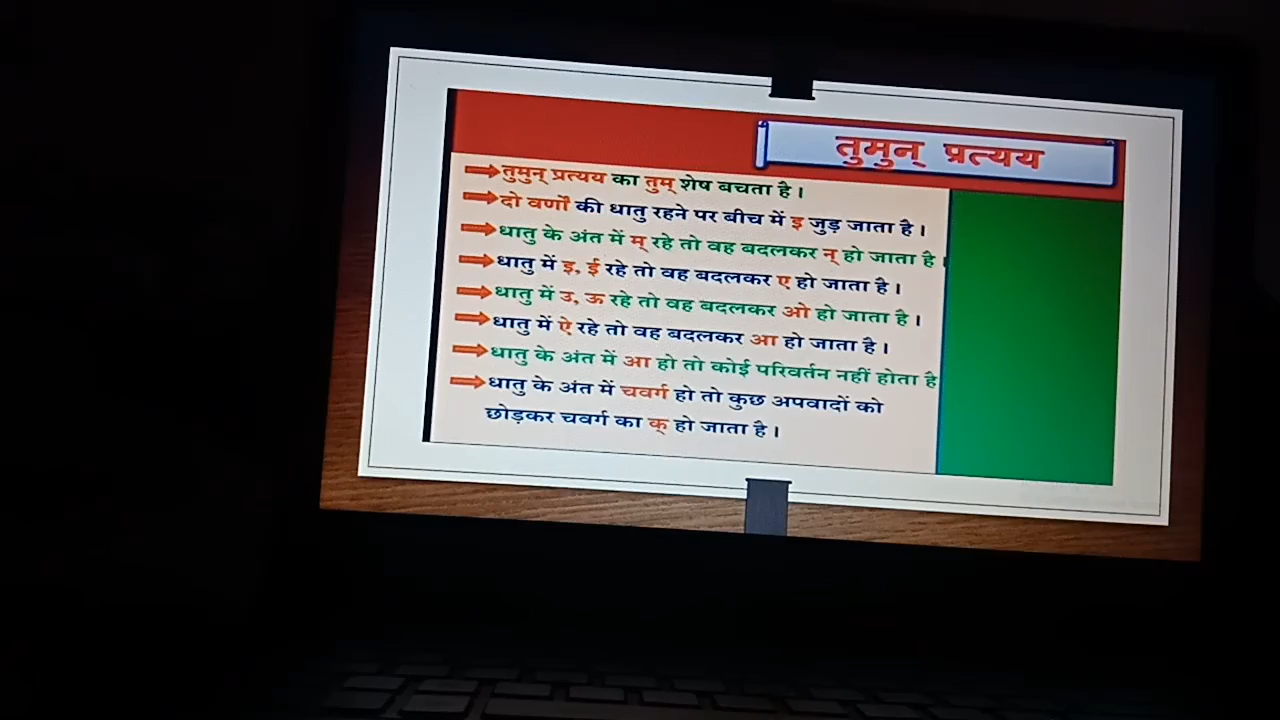 तुमुन् प्रत्यय
तुमुन् प्रत्यय का तुम् शेष बचता है।
दो वर्णों की धातु रहने पर बीच में इ जुड़ जाता है।
धातु के अंत में म् रहे तो वह बदलकर न् हो जाता है।
धातु में इ, ई रहे तो वह बदलकर ए हो जाता है।
धातु में उ, ऊ रहे तो वह बदलकर ओ हो जाता है।
धातु में ऐ रहे तो वह बदलकर आ हो जाता है।
धातु के अंत में आ हो तो कोई परिवर्तन नहीं होता है
धातु के अंत में चवर्ग हो तो कुछ अपवादों को
छोड़कर चवर्ग का क् हो जाता है।